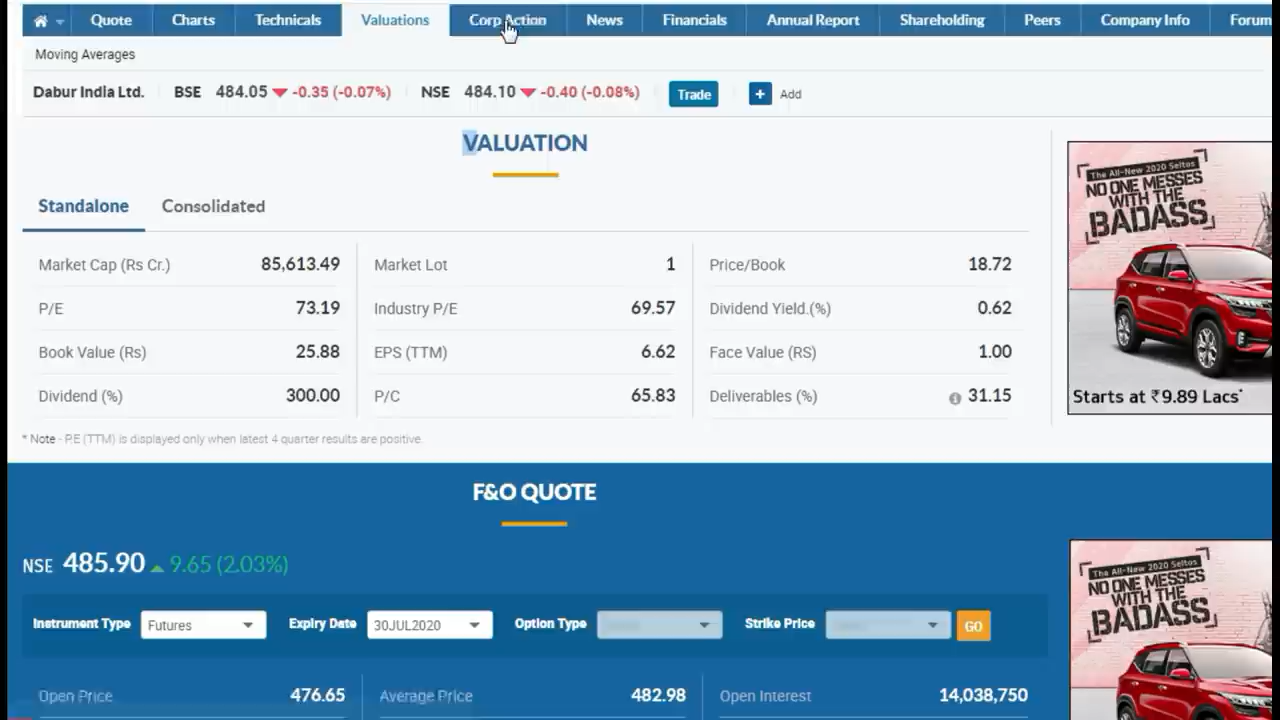 Quote Charts Technicals Valuations Corp Action News Financials Annual Report Shareholding Peers Company Info Forum
Moving Averages
Dabur India Ltd. BSE 484.05 -0.35 (-0.07%) NSE 484.10 -0.40 (-0.08%) Trade + Add
VALUATION
Standalone Consolidated
Market Cap (Rs Cr.) 85,613.49 Market Lot 1 Price/Book 18.72
P/E 73.19 Industry P/E 69.57 Dividend Yield.(%) 0.62
Book Value (Rs) 25.88 EPS (TTM) 6.62 Face Value (RS) 1.00
Dividend (%) 300.00 P/C 65.83 Deliverables (%) 31.15
* Note - P.E (TTM) is displayed only when latest 4 quarter results are positive.
The All-New 2020 Seltos
NO ONE MESSES
WITH THE
BADASS
Starts at ₹9.89 Lacs*
F&O QUOTE
NSE 485.90 9.65 (2.03%)
Instrument Type Futures Expiry Date 30JUL2020 Option Type Strike Price GO
Open Price 476.65 Average Price 482.98 Open Interest 14,038,750
The All-New 2020 Seltos
NO ONE MESSES
WITH THE
BADASS